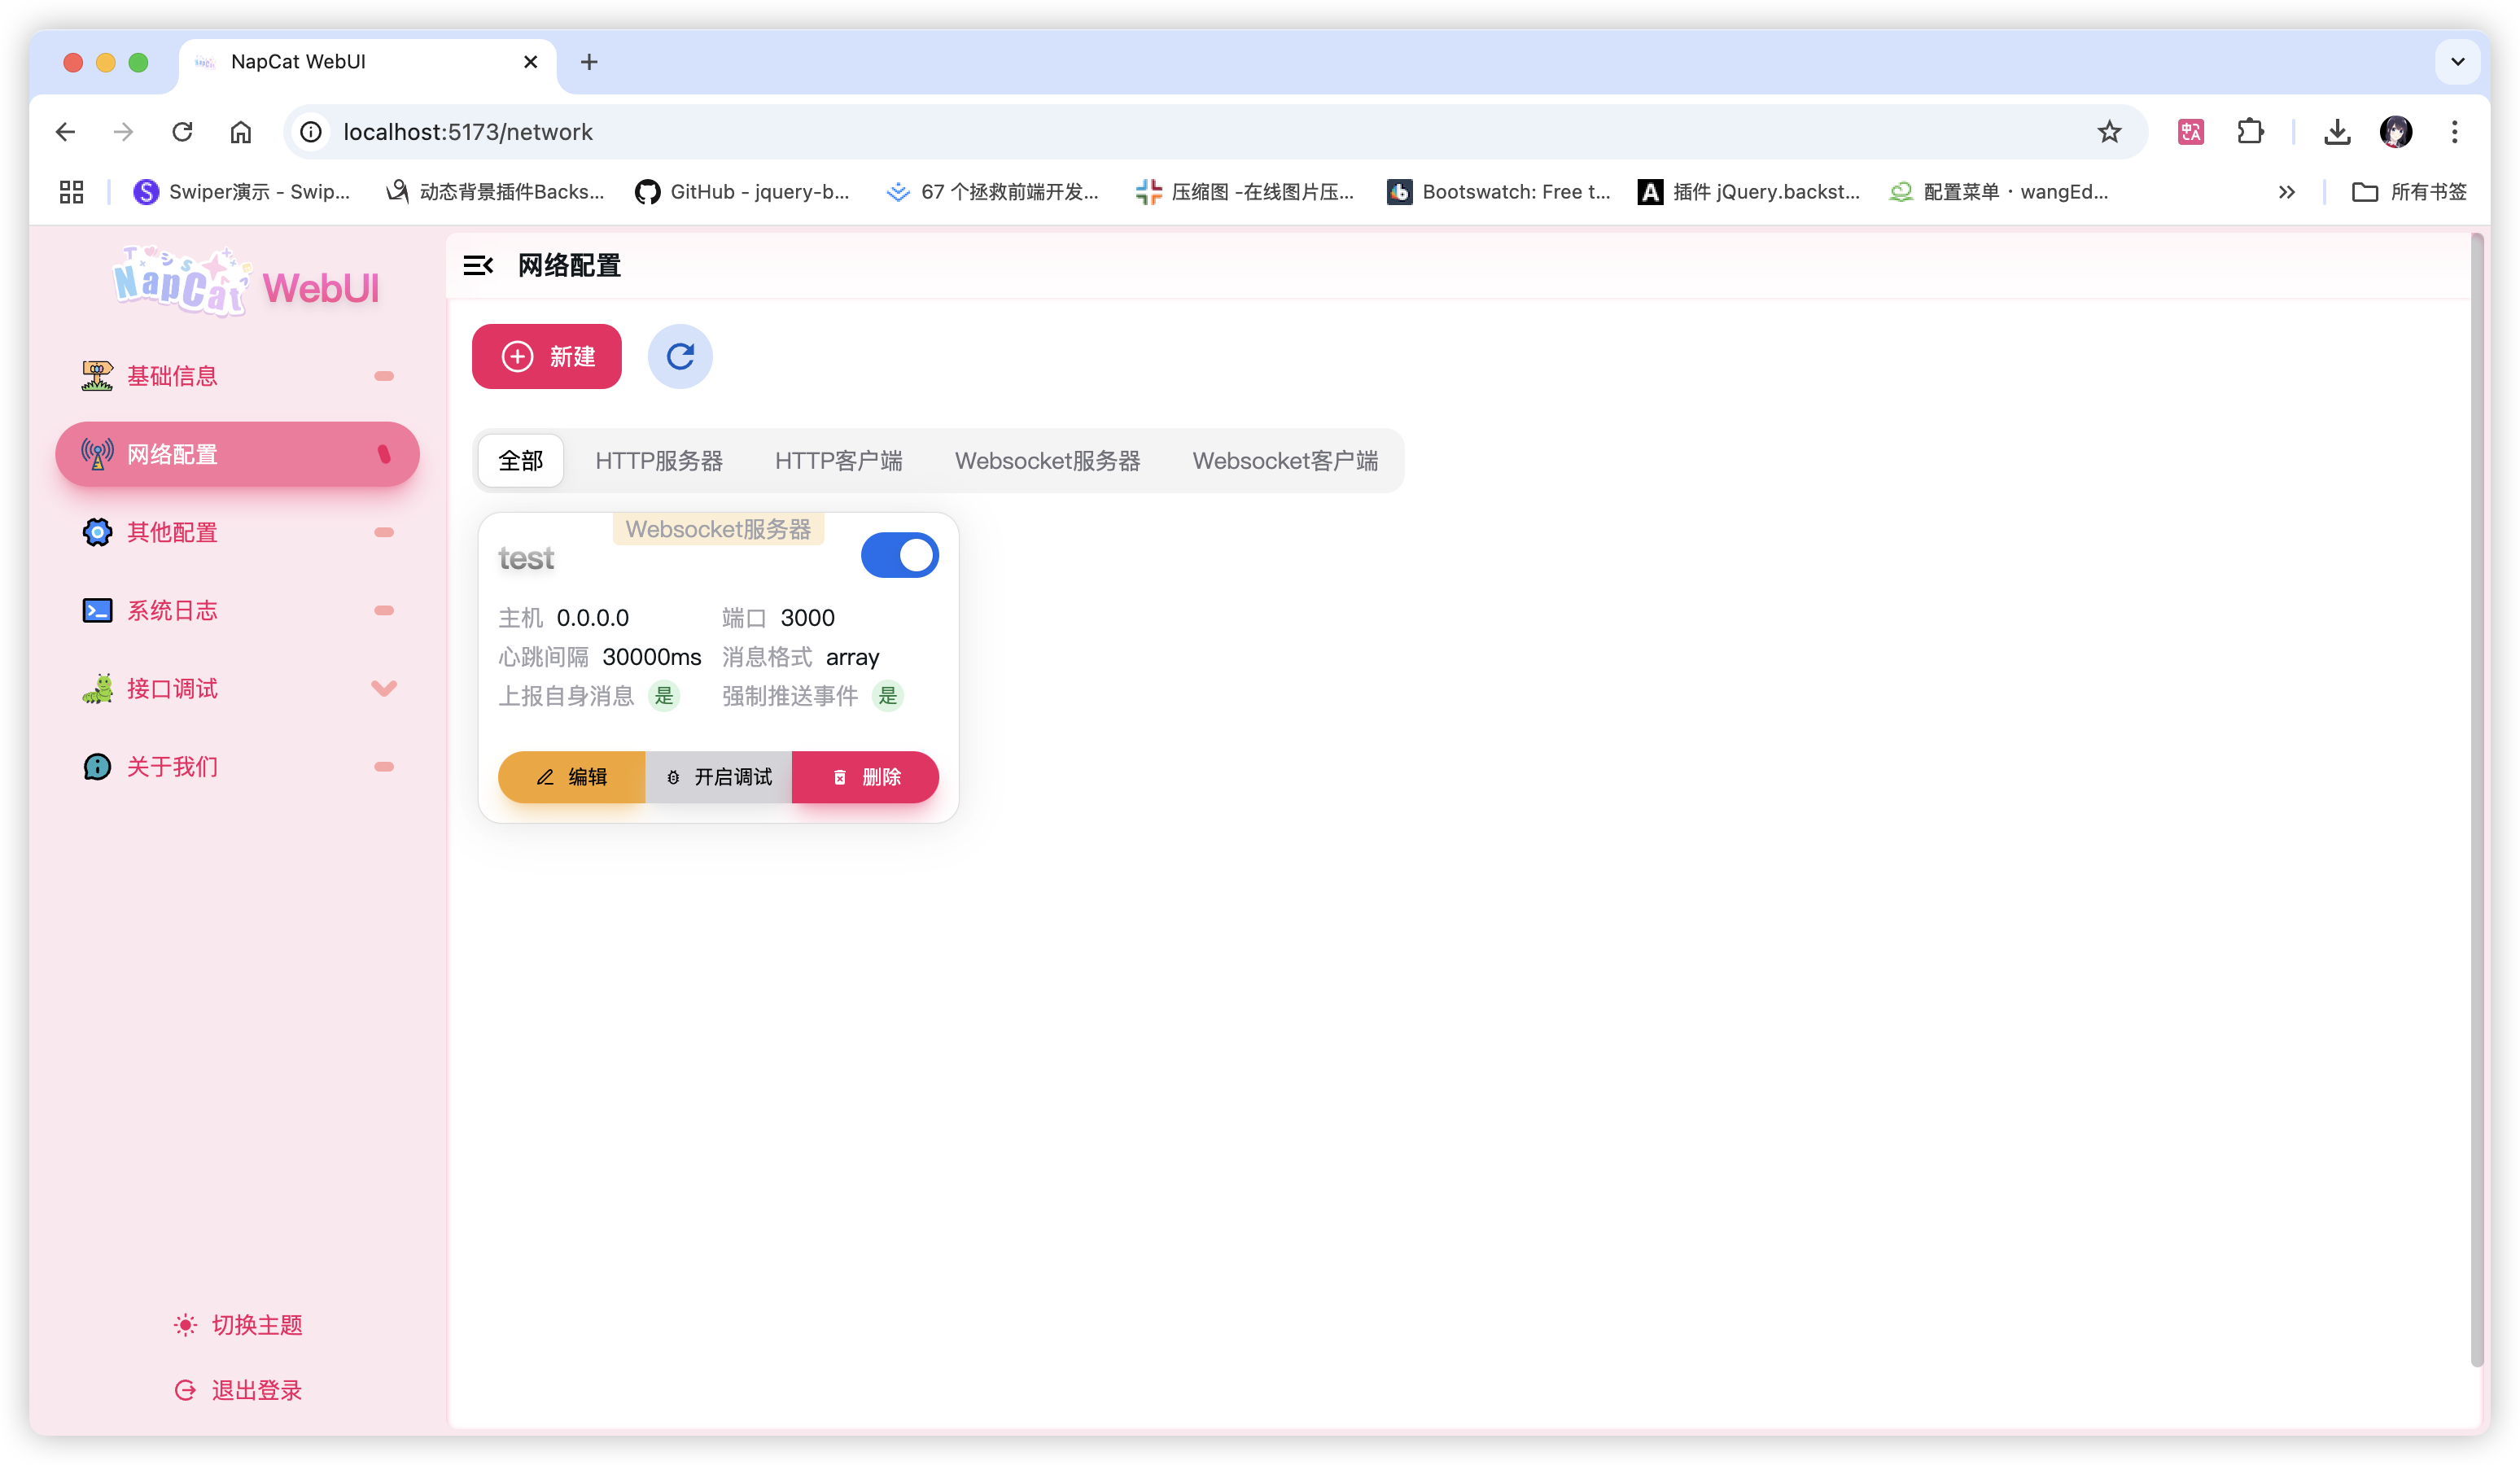 NapCat WebUI
localhost:5173/network
Swiper演示 - Swip...
动态背景插件Backs...
GitHub - jquery-b...
67 个拯救前端开发...
压缩图 -在线图片压...
Bootswatch: Free t...
插件 jQuery.backst...
配置菜单 · wangEd...
所有书签
NapCat WebUI
基础信息
网络配置
其他配置
系统日志
接口调试
关于我们
切换主题
退出登录
网络配置
新建
全部 HTTP服务器 HTTP客户端 Websocket服务器 Websocket客户端
Websocket服务器
test
主机 0.0.0.0 端口 3000
心跳间隔 30000ms 消息格式 array
上报自身消息 是 强制推送事件 是
编辑 开启调试 删除